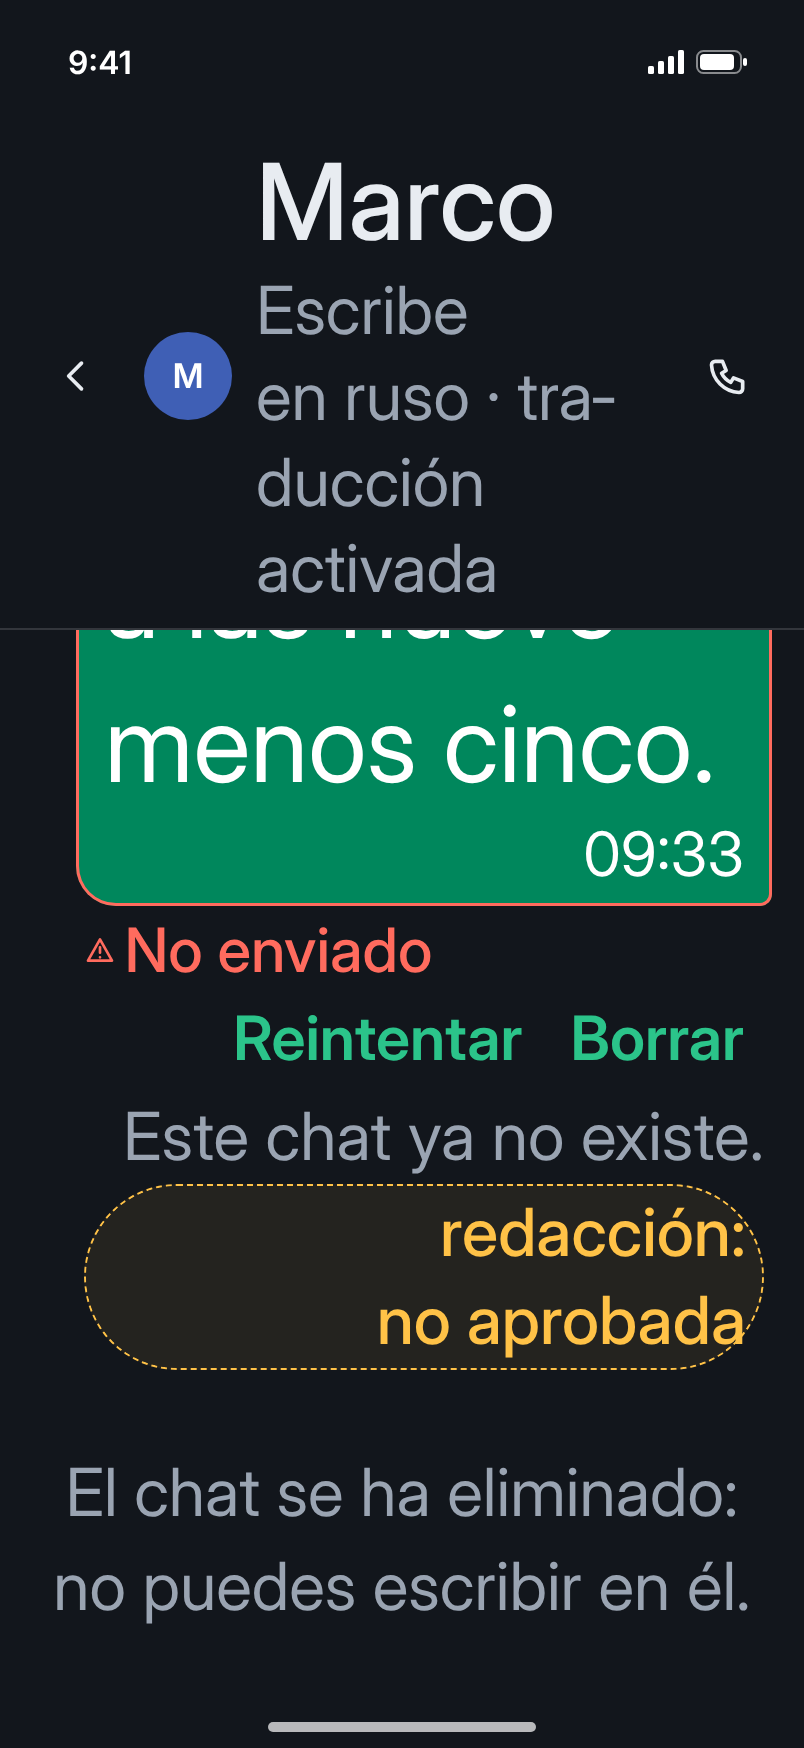 9:41
Marco
Escribe
en ruso · tra-
ducción
activada
M
menos cinco.
09:33
No enviado
Reintentar Borrar
Este chat ya no existe.
redacción:
no aprobada
El chat se ha eliminado:
no puedes escribir en él.